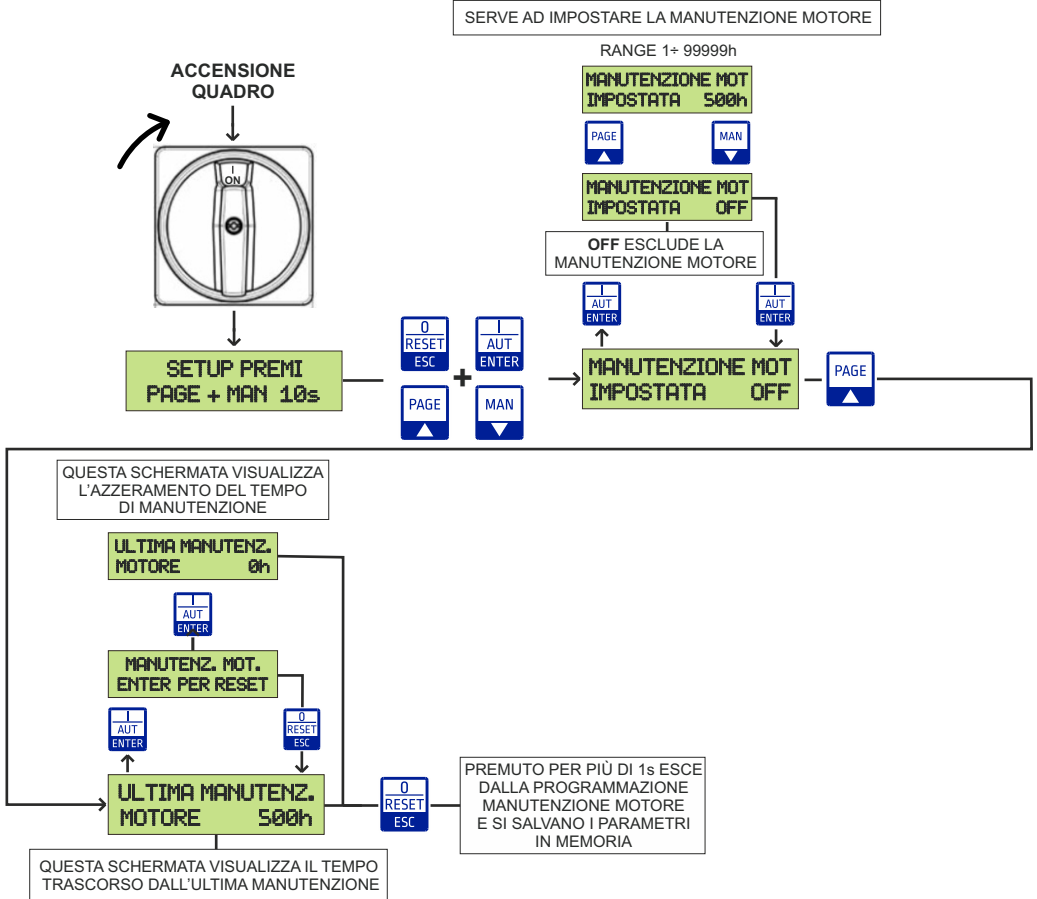 SERVE AD IMPOSTARE LA MANUTENZIONE MOTORE
RANGE 1÷ 99999h
MANUTENZIONE MOT
IMPOSTATA 500h
PAGE
MAN
MANUTENZIONE MOT
IMPOSTATA OFF
OFF ESCLUDE LA
MANUTENZIONE MOTORE
I
AUT
ENTER
I
AUT
ENTER
ACCENSIONE
QUADRO
I
ON
SETUP PREMI
PAGE + MAN 10s
0
RESET
ESC
+
I
AUT
ENTER
PAGE
MAN
MANUTENZIONE MOT
IMPOSTATA OFF
PAGE
QUESTA SCHERMATA VISUALIZZA
L'AZZERAMENTO DEL TEMPO
DI MANUTENZIONE
ULTIMA MANUTENZ.
MOTORE 0h
I
AUT
ENTER
MANUTENZ. MOT.
ENTER PER RESET
I
AUT
ENTER
0
RESET
ESC
ULTIMA MANUTENZ.
MOTORE 500h
0
RESET
ESC
PREMUTO PER PIÙ DI 1s ESCE
DALLA PROGRAMMAZIONE
MANUTENZIONE MOTORE
E SI SALVANO I PARAMETRI
IN MEMORIA
QUESTA SCHERMATA VISUALIZZA IL TEMPO
TRASCORSO DALL'ULTIMA MANUTENZIONE